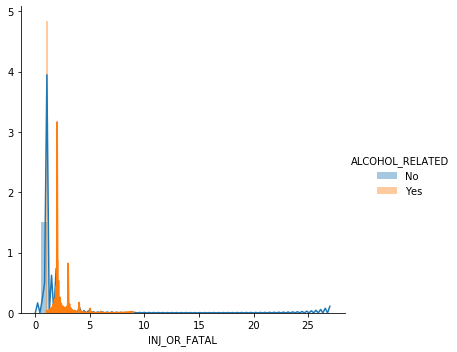 5
4
3
2
1
0
0 5 10 15 20 25
INJ_OR_FATAL
ALCOHOL_RELATED
No
Yes